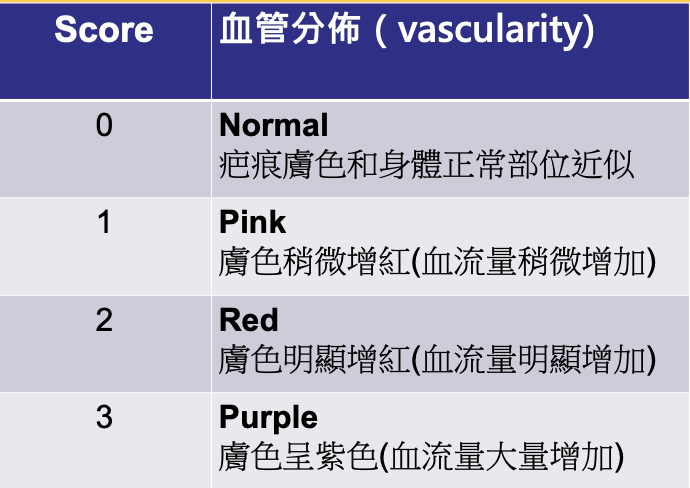 Score
血管分佈（vascularity)
0
Normal
疤痕膚色和身體正常部位近似
1
Pink
膚色稍微增紅(血流量稍微增加)
2
Red
膚色明顯增紅(血流量明顯增加)
3
Purple
膚色呈紫色(血流量大量增加)